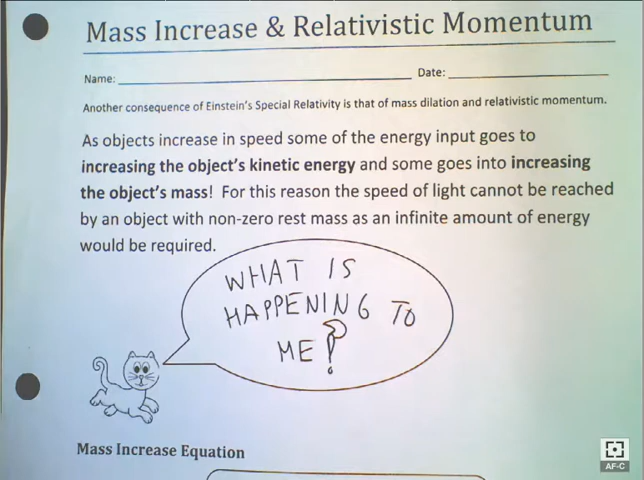 Mass Increase & Relativistic Momentum
Name: Date:
Another consequence of Einstein's Special Relativity is that of mass dilation and relativistic momentum.
As objects increase in speed some of the energy input goes to
increasing the object's kinetic energy and some goes into increasing
the object's mass! For this reason the speed of light cannot be reached
by an object with non-zero rest mass as an infinite amount of energy
would be required.
WHAT IS
HAPPENING TO
ME?
Mass Increase Equation
AF-C